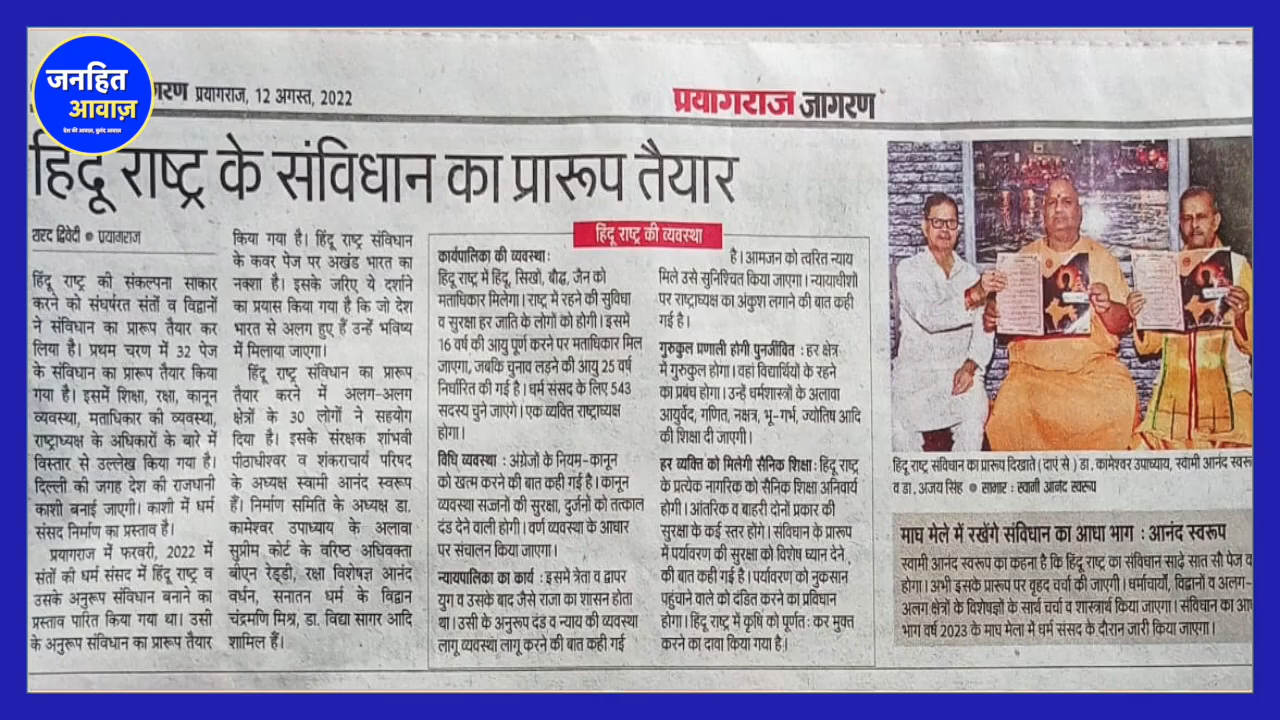 जनहित
आवाज़
देश की आवाज़, बुलंद आवाज़
गरण प्रयागराज, 12 अगस्त, 2022
प्रयागराज जागरण
हिंदू राष्ट्र के संविधान का प्रारूप तैयार
शरद द्विवेदी ● प्रयागराज
हिंदू राष्ट्र की संकल्पना साकार
करने को संघर्षरत संतों व विद्वानों
ने संविधान का प्रारूप तैयार कर
लिया है। प्रथम चरण में 32 पेज
के संविधान का प्रारूप तैयार किया
गया है। इसमें शिक्षा, रक्षा, कानून
व्यवस्था, मताधिकार की व्यवस्था,
राष्ट्राध्यक्ष के अधिकारों के बारे में
विस्तार से उल्लेख किया गया है।
दिल्ली की जगह देश की राजधानी
काशी बनाई जाएगी। काशी में धर्म
संसद निर्माण का प्रस्ताव है।
प्रयागराज में फरवरी, 2022 में
संतों की धर्म संसद में हिंदू राष्ट्र व
उसके अनुरूप संविधान बनाने का
प्रस्ताव पारित किया गया था। उसी
के अनुरूप संविधान का प्रारूप तैयार
किया गया है। हिंदू राष्ट्र संविधान
के कवर पेज पर अखंड भारत का
नक्शा है। इसके जरिए ये दर्शाने
का प्रयास किया गया है कि जो देश
भारत से अलग हुए हैं उन्हें भविष्य
में मिलाया जाएगा।
हिंदू राष्ट्र संविधान का प्रारूप
तैयार करने में अलग-अलग
क्षेत्रों के 30 लोगों ने सहयोग
दिया है। इसके संरक्षक शांभवी
पीठाधीश्वर व शंकराचार्य परिषद
के अध्यक्ष स्वामी आनंद स्वरूप
हैं। निर्माण समिति के अध्यक्ष डा.
कामेश्वर उपाध्याय के अलावा
सुप्रीम कोर्ट के वरिष्ठ अधिवक्ता
बीएन रेड्डी, रक्षा विशेषज्ञ आनंद
वर्धन, सनातन धर्म के विद्वान
चंद्रमणि मिश्र, डा. विद्या सागर आदि
शामिल हैं।
हिंदू राष्ट्र की व्यवस्था
कार्यपालिका की व्यवस्था:
हिंदू राष्ट्र में हिंदू, सिखों, बौद्ध, जैन को
मताधिकार मिलेगा। राष्ट्र में रहने की सुविधा
व सुरक्षा हर जाति के लोगों को होगी। इसमें
16 वर्ष की आयु पूर्ण करने पर मताधिकार मिल
जाएगा, जबकि चुनाव लड़ने की आयु 25 वर्ष
निर्धारित की गई है। धर्म संसद के लिए 543
सदस्य चुने जाएंगे। एक व्यक्ति राष्ट्राध्यक्ष
होगा।
विधि व्यवस्था : अंग्रेजों के नियम-कानून
को खत्म करने की बात कही गई है। कानून
व्यवस्था सज्जनों की सुरक्षा, दुर्जनों को तत्काल
दंड देने वाली होगी। वर्ण व्यवस्था के आधार
पर संचालन किया जाएगा।
न्यायपालिका का कार्य : इसमें त्रेता व द्वापर
युग व उसके बाद जैसे राजा का शासन होता
था। उसी के अनुरूप दंड व न्याय की व्यवस्था
लागू व्यवस्था लागू करने की बात कही गई
है। आमजन को त्वरित न्याय
मिले उसे सुनिश्चित किया जाएगा। न्यायाधीशों
पर राष्ट्राध्यक्ष का अंकुश लगाने की बात कही
गई है।
गुरुकुल प्रणाली होगी पुनर्जीवित : हर क्षेत्र
में गुरुकुल होगा। वहां विद्यार्थियों के रहने
का प्रबंध होगा। उन्हें धर्मशास्त्रों के अलावा
आयुर्वेद, गणित, नक्षत्र, भू-गर्भ, ज्योतिष आदि
की शिक्षा दी जाएगी।
हर व्यक्ति को मिलेगी सैनिक शिक्षा: हिंदू राष्ट्र
के प्रत्येक नागरिक को सैनिक शिक्षा अनिवार्य
होगी। आंतरिक व बाहरी दोनों प्रकार की
सुरक्षा के कई स्तर होंगे। संविधान के प्रारूप
में पर्यावरण की सुरक्षा को विशेष ध्यान देने
की बात कही गई है। पर्यावरण को नुकसान
पहुंचाने वाले को दंडित करने का प्रविधान
होगा। हिंदू राष्ट्र में कृषि को पूर्णत: कर मुक्त
करने का दावा किया गया है।
हिंदू राष्ट्र संविधान का प्रारूप दिखाते (दाएं से) डा. कामेश्वर उपाध्याय, स्वामी आनंद स्वरू
व डा. अजय सिंह ● साभार : स्वामी आनंद स्वरूप
माघ मेले में रखेंगे संविधान का आधा भाग : आनंद स्वरूप
स्वामी आनंद स्वरूप का कहना है कि हिंदू राष्ट्र का संविधान साढ़े सात सौ पेज व
होगा। अभी इसके प्रारूप पर वृहद चर्चा की जाएगी। धर्माचार्यों, विद्वानों व अलग-
अलग क्षेत्रों के विशेषज्ञों के साथ चर्चा व शास्त्रार्थ किया जाएगा। संविधान का आ
भाग वर्ष 2023 के माघ मेला में धर्म संसद के दौरान जारी किया जाएगा।